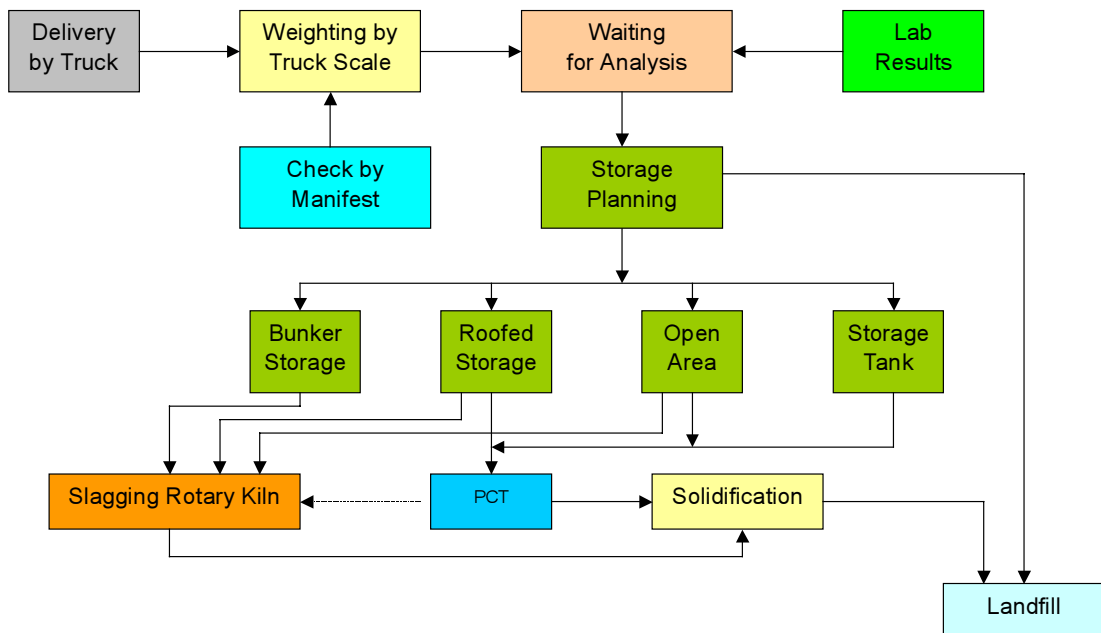 Delivery
by Truck
Weighting by
Truck Scale
Waiting
for Analysis
Lab
Results
Check by
Manifest
Storage
Planning
Bunker
Storage
Roofed
Storage
Open
Area
Storage
Tank
Slagging Rotary Kiln
PCT
Solidification
Landfill